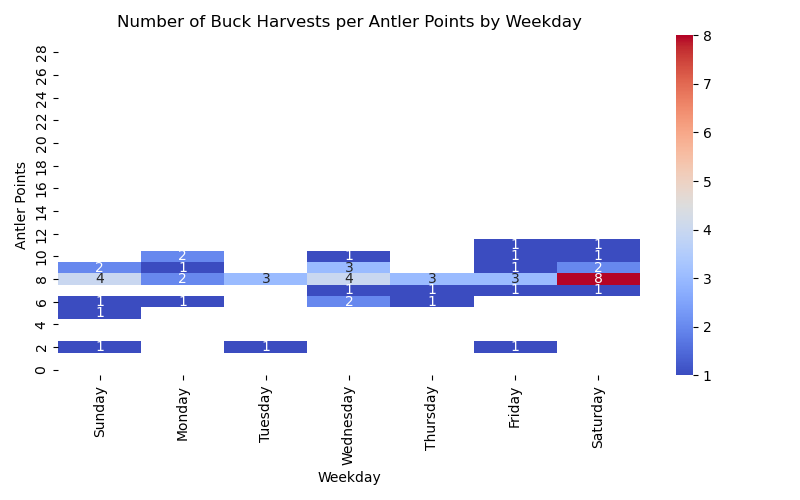 Number of Buck Harvests per Antler Points by Weekday
Antler Points
28
26
24
22
20
18
16
14
12
10
8
6
4
2
0
1 1
2 1 1 1
2 1 3 1 2
4 2 3 4 3 3 8
1 1 1 1
1 1 2 1
1
1 1 1
Sunday Monday Tuesday Wednesday Thursday Friday Saturday
Weekday
8
7
6
5
4
3
2
1